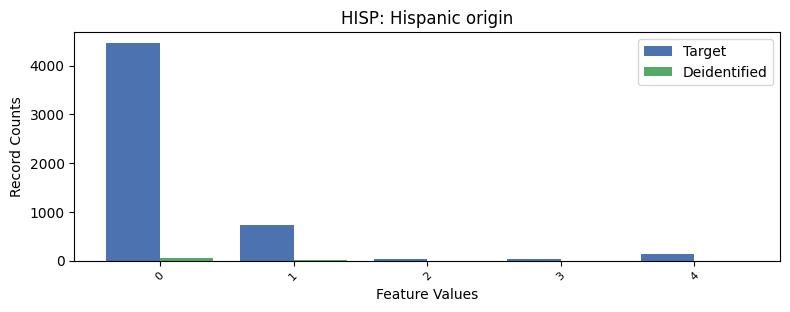 HISP: Hispanic origin
Target
Deidentified
Record Counts
4000
3000
2000
1000
0
0 1 2 3 4
Feature Values